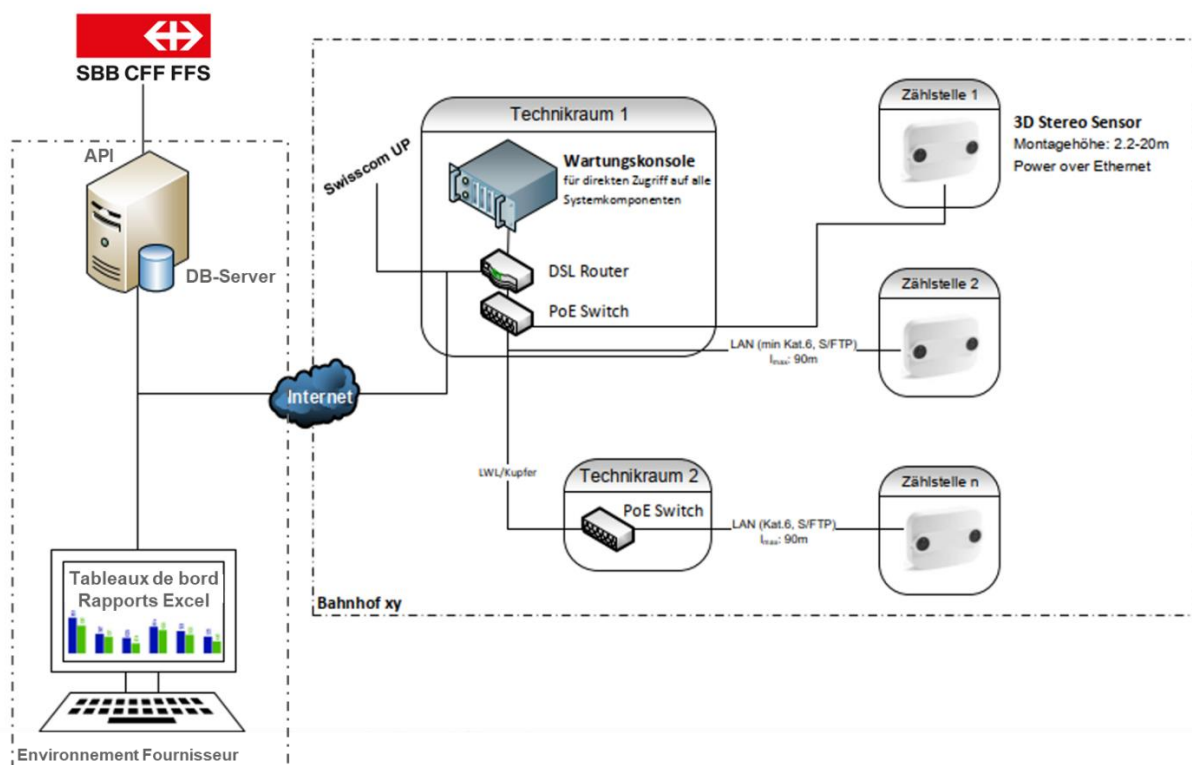 SBB CFF FFS
API
DB-Server
Internet
Tableaux de bord
Rapports Excel
Environnement Fournisseur
Swisscom UP
Technikraum 1
Wartungskonsole
für direkten Zugriff auf alle
Systemkomponenten
DSL Router
PoE Switch
Zählstelle 1
3D Stereo Sensor
Montagehöhe: 2.2-20m
Power over Ethernet
Zählstelle 2
LAN (min Kat.6, S/FTP)
lmax: 90m
LWL/Kupfer
Technikraum 2
PoE Switch
LAN (Kat.6, S/FTP)
lmax: 90m
Zählstelle n
Bahnhof xy